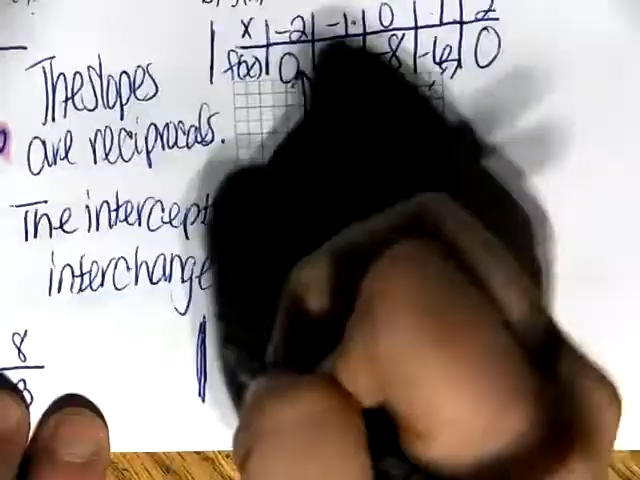 x -2 -1 0 1 2
f(x) 0 -8 -6 0
The slopes
are reciprocals.
The intercept
interchange
8